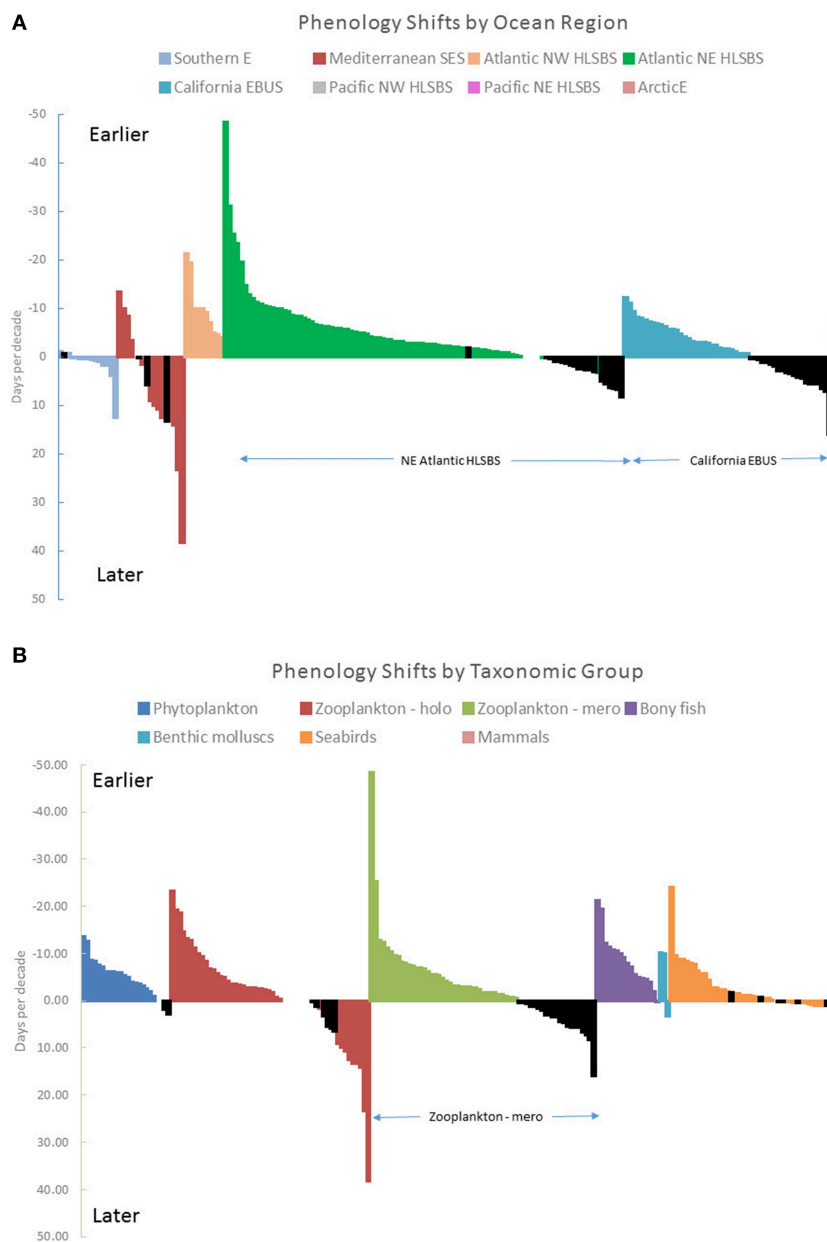 A
Phenology Shifts by Ocean Region
Southern E Mediterranean SES Atlantic NW HLSBS Atlantic NE HLSBS
California EBUS Pacific NW HLSBS Pacific NE HLSBS ArcticE
-50
Earlier
-40
-30
-20
-10
0
10
20
30
40
50
Days per decade
NE Atlantic HLSBS California EBUS
Later
B
Phenology Shifts by Taxonomic Group
Phytoplankton Zooplankton - holo Zooplankton - mero Bony fish
Benthic molluscs Seabirds Mammals
-50.00
Earlier
-40.00
-30.00
-20.00
-10.00
0.00
10.00
20.00
30.00
40.00
50.00
Days per decade
Zooplankton - mero
Later